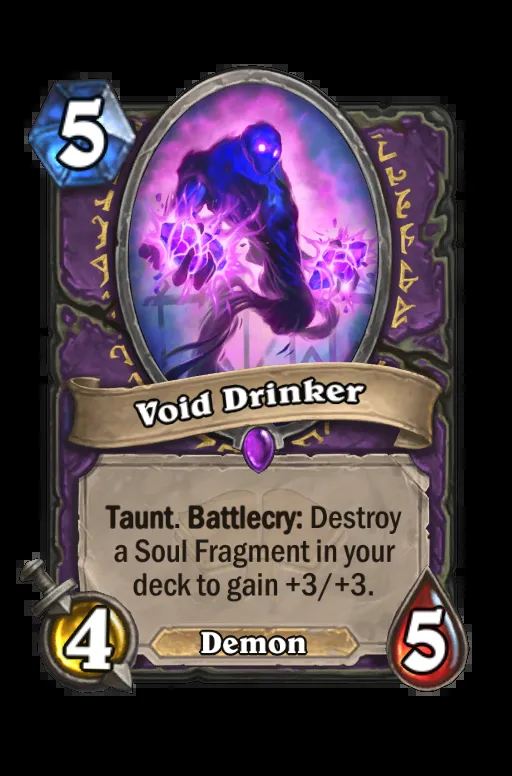 5
Void Drinker
Taunt. Battlecry: Destroy
a Soul Fragment in your
deck to gain +3/+3.
4
Demon
5